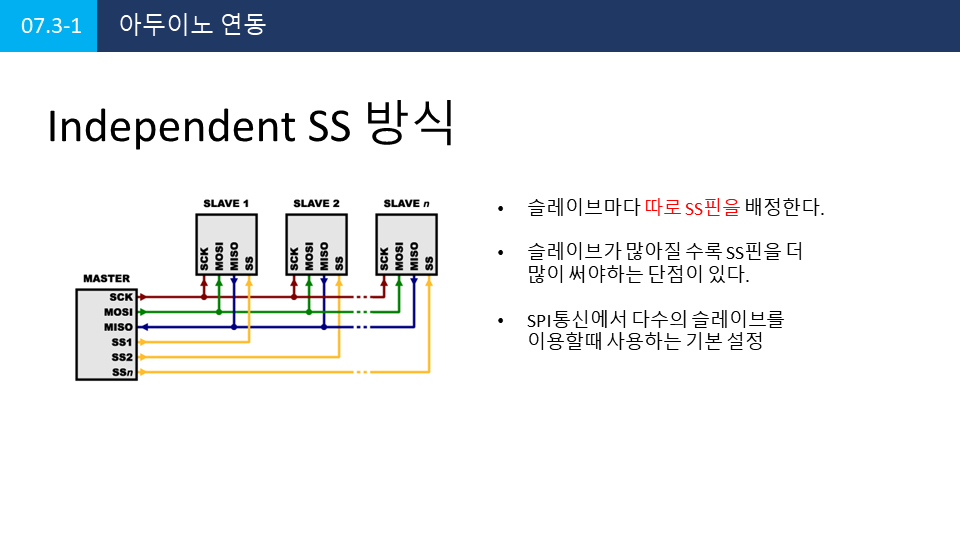 07.3-1
아두이노 연동
Independent SS 방식
SLAVE 1
SLAVE 2
SLAVE n
SCK
MOSI
MISO
SS
SCK
MOSI
MISO
SS
SCK
MOSI
MISO
SS
MASTER
SCK
MOSI
MISO
SS1
SS2
SSn
• 슬레이브마다 따로 SS핀을 배정한다.
• 슬레이브가 많아질 수록 SS핀을 더
많이 써야하는 단점이 있다.
• SPI통신에서 다수의 슬레이브를
이용할때 사용하는 기본 설정